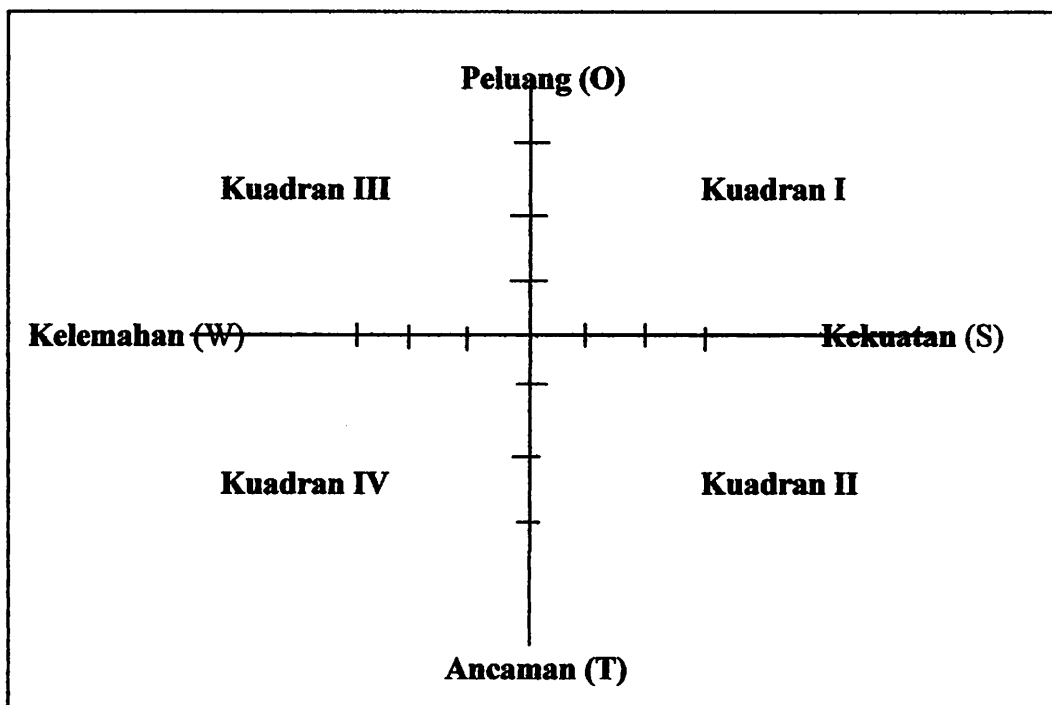 Peluang (O)
Kuadran III
Kuadran I
Kelemahan (W)
Kekuatan (S)
Kuadran IV
Kuadran II
Ancaman (T)